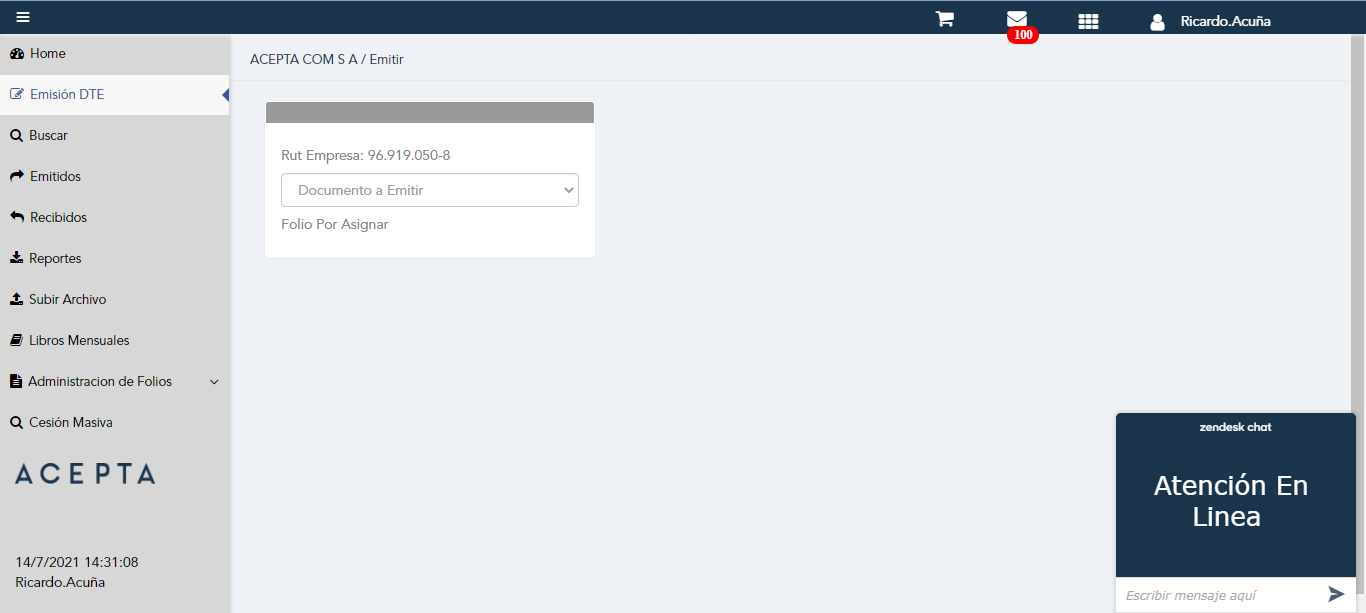 100
Ricardo.Acuña
Home
Emisión DTE
Buscar
Emitidos
Recibidos
Reportes
Subir Archivo
Libros Mensuales
Administracion de Folios
Cesión Masiva
ACEPTA
14/7/2021 14:31:08
Ricardo.Acuña
ACEPTA COM S A / Emitir
Rut Empresa: 96.919.050-8
Documento a Emitir
Folio Por Asignar
zendesk chat
Atención En
Linea
Escribir mensaje aquí